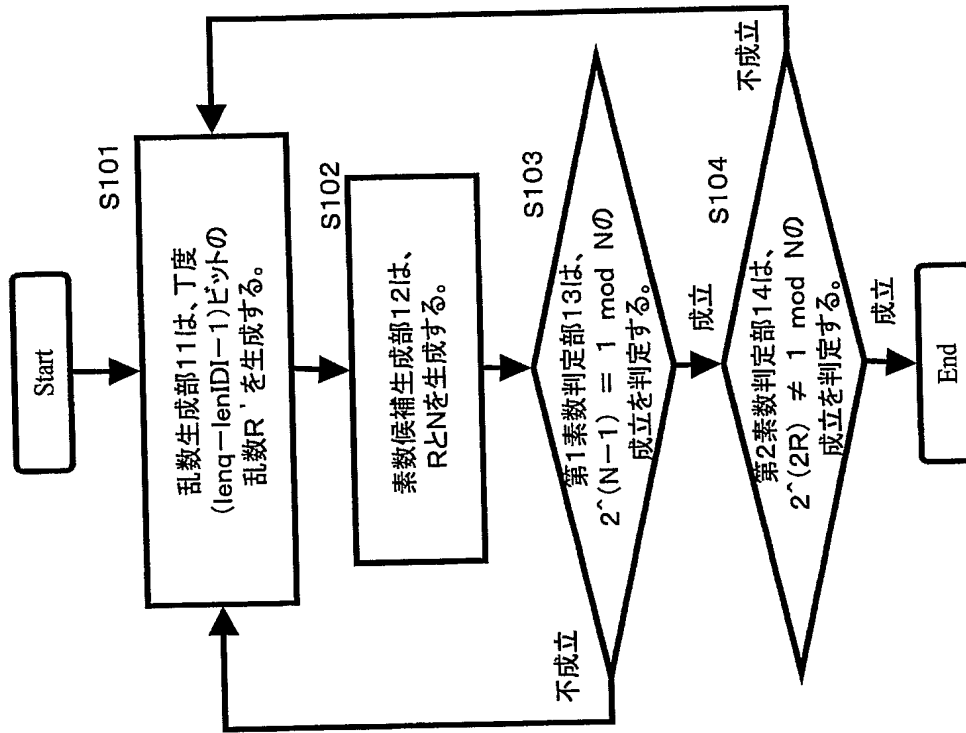 Start
S101
乱数生成部11は、丁度
(lenq−lenIDI−1)ビットの
乱数R'を生成する。
S102
素数候補生成部12は、
RとNを生成する。
S103
第1素数判定部13は、
2^(N−1) = 1 mod Nの
成立を判定する。
不成立
成立
S104
第2素数判定部14は、
2^(2R) ≠ 1 mod Nの
成立を判定する。
不成立
成立
End